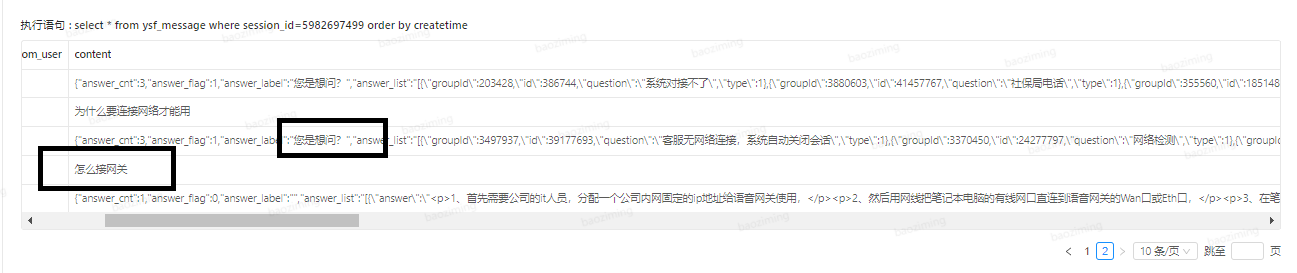 执行语句 : select * from ysf_message where session_id=5982697499 order by createtime
om_user content
{"answer_cnt":3,"answer_flag":1,"answer_label":"您是想问？","answer_list":"[{\"groupId\":203428,\"id\":386744,\"question\":\"系统对接不了\",\"type\":1},{\"groupId\":3880603,\"id\":41457767,\"question\":\"社保局电话\",\"type\":1},{\"groupId\":355560,\"id\":185148
为什么要连接网络才能用
{"answer_cnt":3,"answer_flag":1,"answer_label":"您是想问？","answer_list":"[{\"groupId\":3497937,\"id\":39177693,\"question\":\"客服无网络连接，系统自动关闭会话\",\"type\":1},{\"groupId\":3370450,\"id\":24277797,\"question\":\"网络检测\",\"type\":1},{\"g
怎么接网关
{"answer_cnt":1,"answer_flag":0,"answer_label":"","answer_list":"[{\"answer\":\"<p>1、首先需要公司的it人员，分配一个公司内网固定的ip地址给语音网关使用，</p><p>2、然后用网线把笔记本电脑的有线网口直连到语音网关的Wan口或Eth口，</p><p>3、在笔
< 1 2 > 10 条/页 跳至 页
baoziming